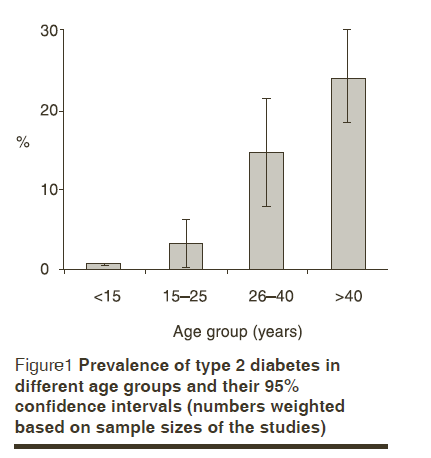 30
20
%
10
0
<15 15–25 26–40 >40
Age group (years)
Figure1 Prevalence of type 2 diabetes in
different age groups and their 95%
confidence intervals (numbers weighted
based on sample sizes of the studies)